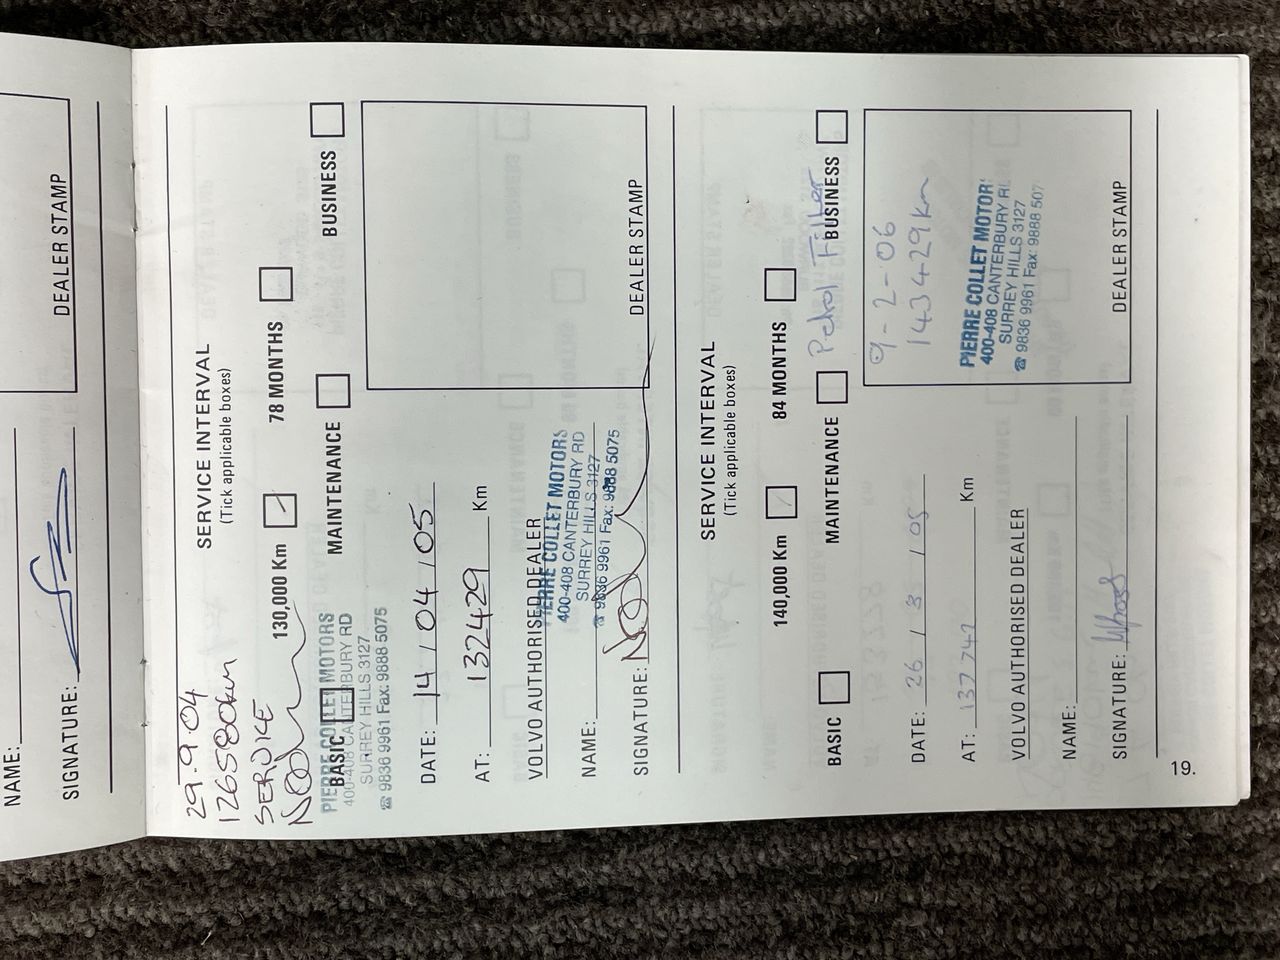 NAME:
SIGNATURE:
DEALER STAMP
29.9.04
126580km
SERVICE
PIERRE COLLET MOTORS
400-408 CANTERBURY RD
SURREY HILLS 3127
☎ 9836 9961 Fax: 9888 5075
SERVICE INTERVAL
(Tick applicable boxes)
130,000 Km 78 MONTHS
BASIC MAINTENANCE BUSINESS
DATE: 14 / 04 / 05
AT: 132429 Km
VOLVO AUTHORISED DEALER
PIERRE COLLET MOTORS
400-408 CANTERBURY RD
SURREY HILLS 3127
☎ 9836 9961 Fax: 9888 5075
NAME:
SIGNATURE:
DEALER STAMP
SERVICE INTERVAL
(Tick applicable boxes)
140,000 Km 84 MONTHS
Petrol Filter
BASIC MAINTENANCE BUSINESS
DATE: 26 / 8 / 05
AT: 137742 Km
VOLVO AUTHORISED DEALER
NAME:
SIGNATURE:
9-2-06
143429km
PIERRE COLLET MOTOR
400-408 CANTERBURY R
SURREY HILLS 3127
☎ 9836 9961 Fax: 9888 507
DEALER STAMP
19.